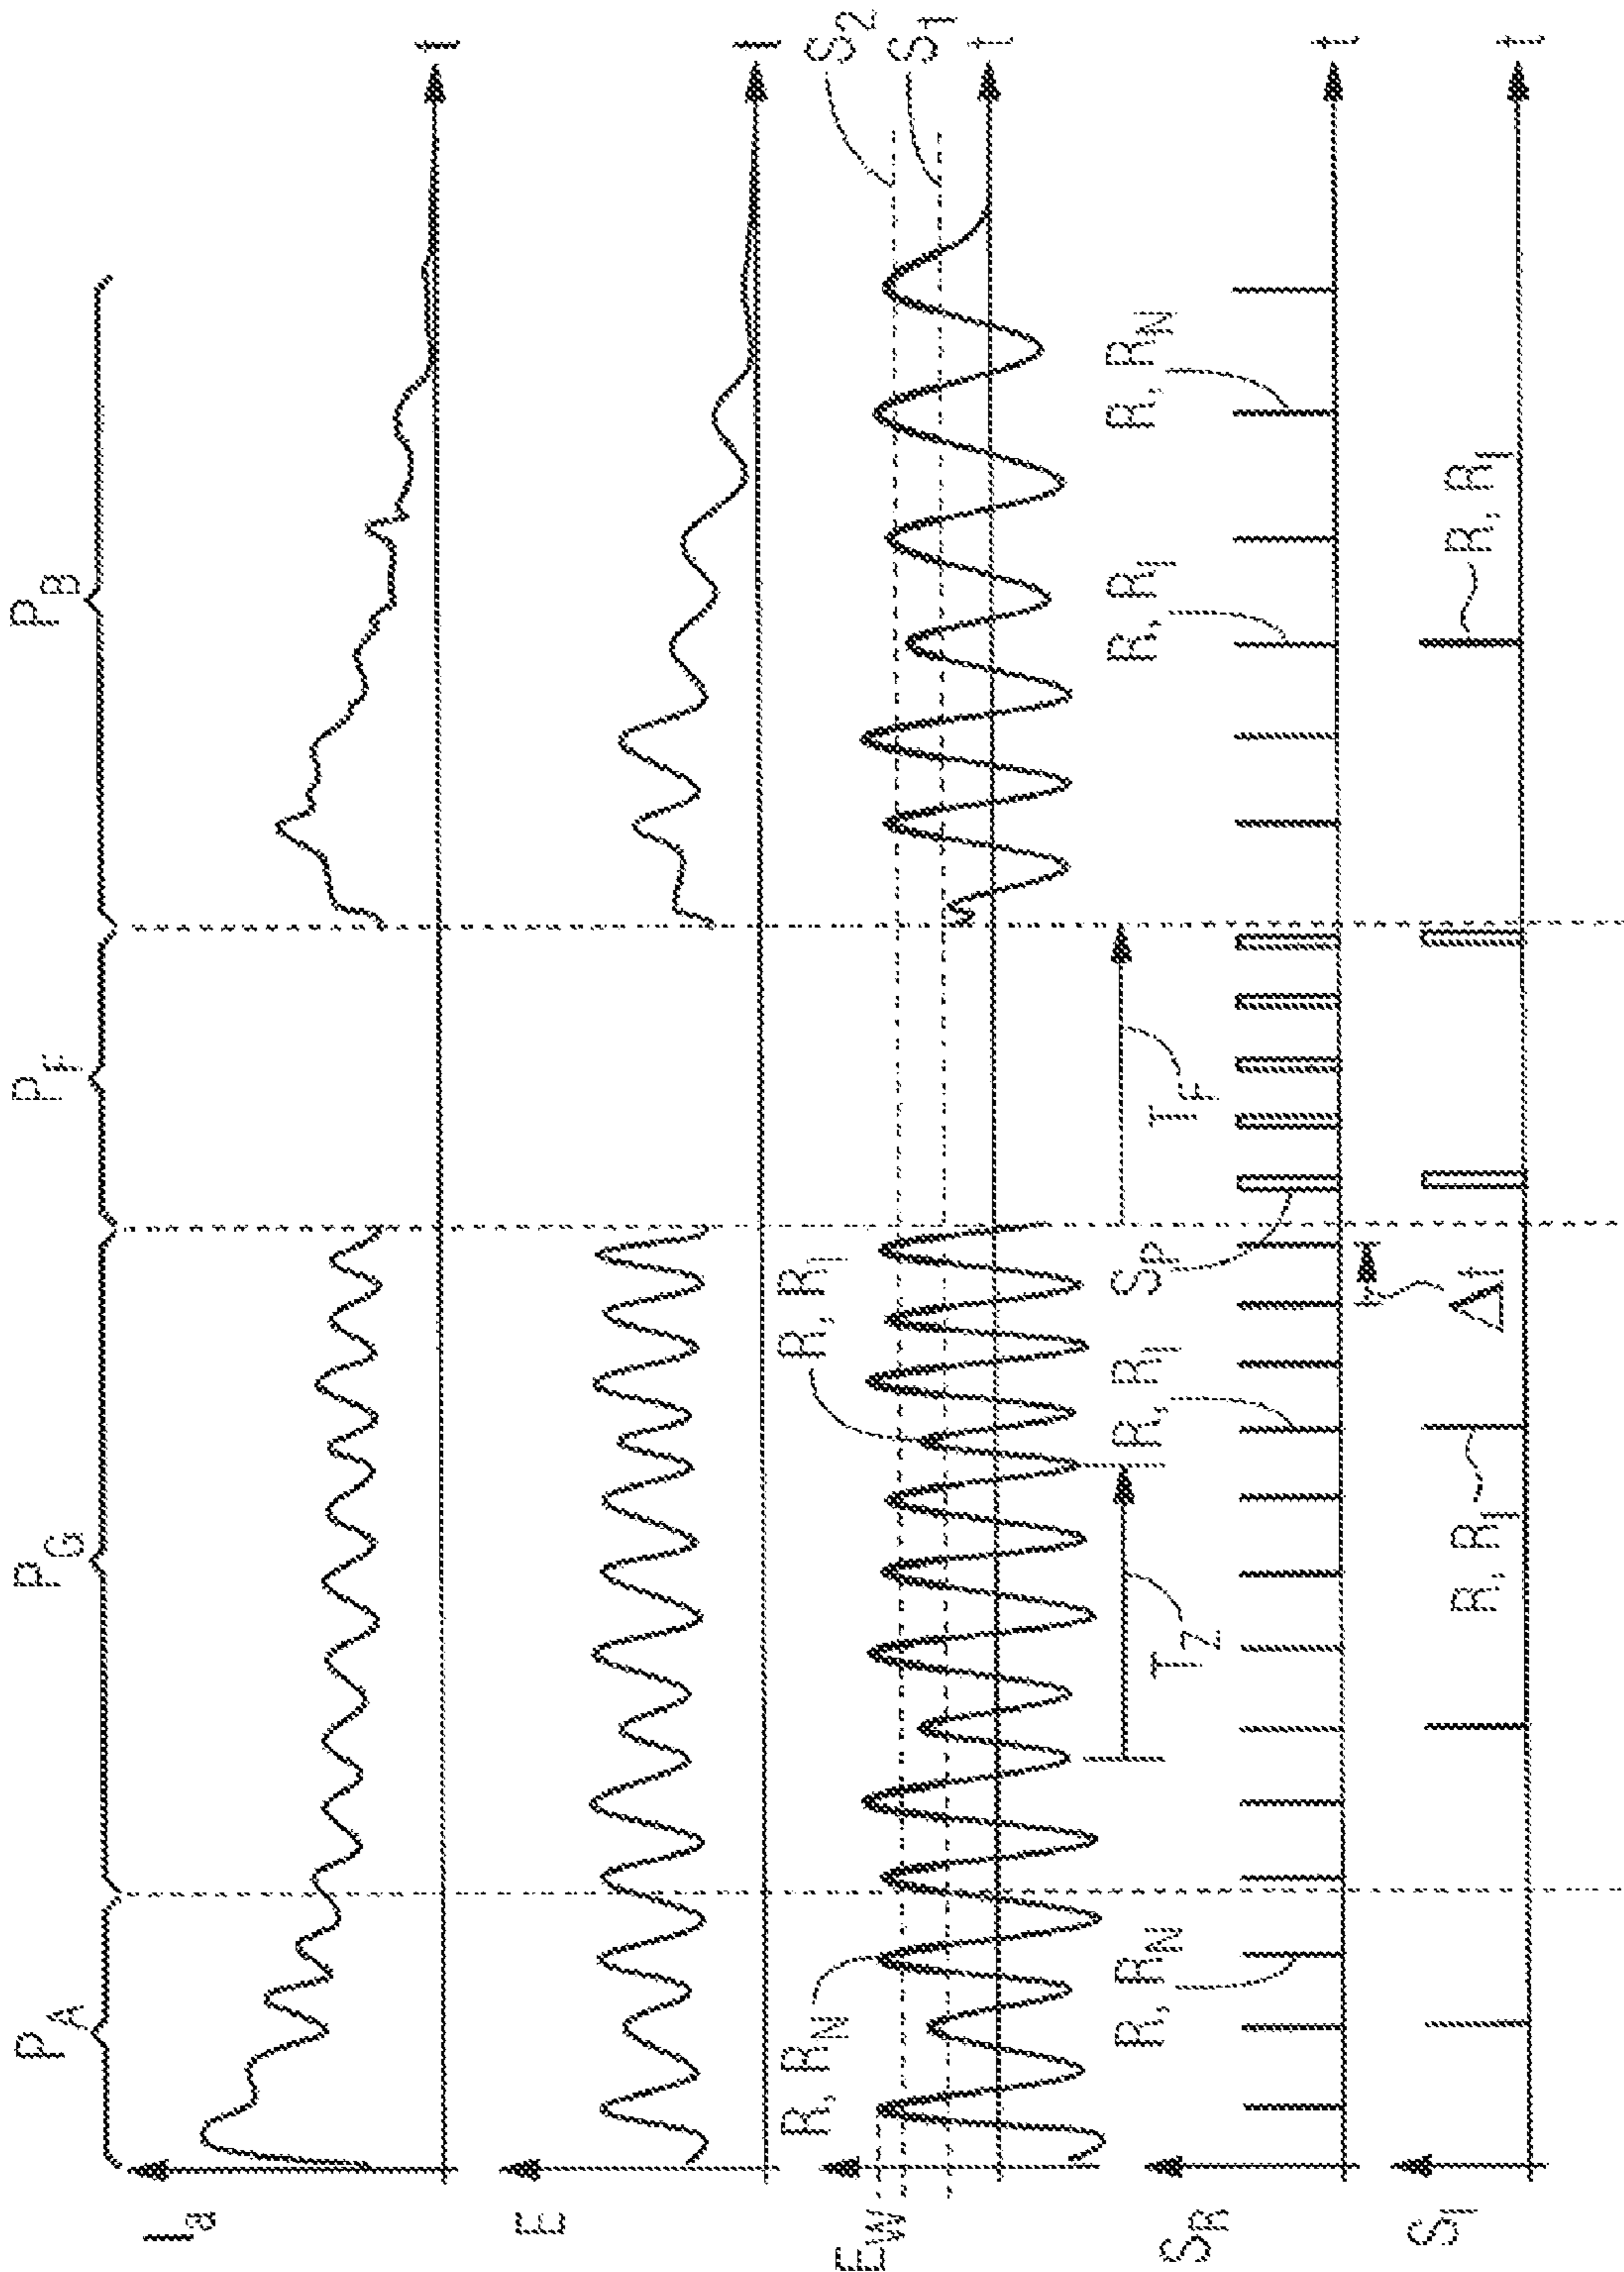 P_A
P_G
P_F
P_B
I_a
t
E
t
E_W
S_2
S_1
t
R, R_N
R, R_I
T_Z
T_F
S_R
R, R_N
R, R_I
S_P
R, R_I
R, R_N
t
Δt
S_I
R, R_I
R, R_I
t